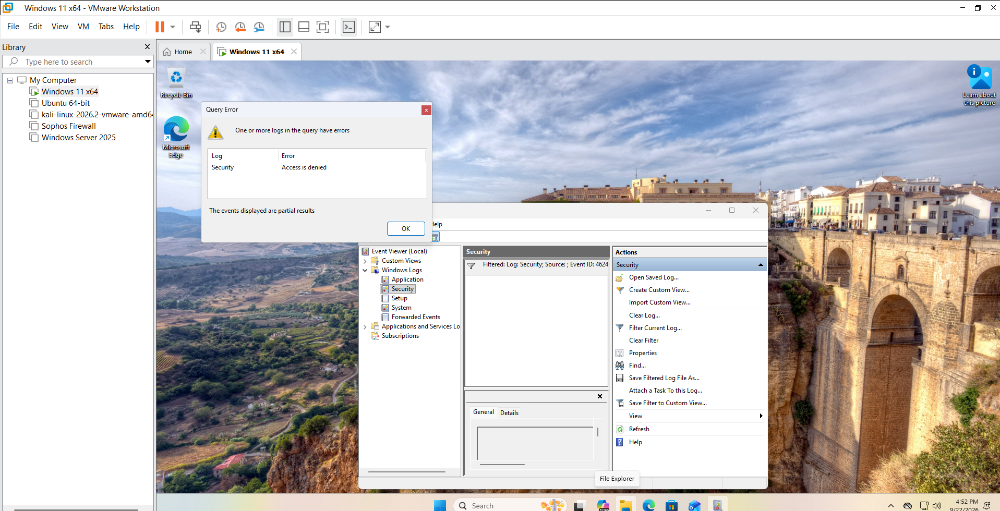 Windows 11 x64 - VMware Workstation
File Edit View VM Tabs Help
Library
Type here to search
My Computer
Windows 11 x64
Ubuntu 64-bit
kali-linux-2026.2-vmware-amd64
Sophos Firewall
Windows Server 2025
Home
Windows 11 x64
Recycle Bin
Microsoft
Edge
Learn about
this picture
Query Error
One or more logs in the query have errors
Log Error
Security Access is denied
The events displayed are partial results
OK
Help
Event Viewer (Local)
Custom Views
Windows Logs
Application
Security
Setup
System
Forwarded Events
Applications and Services Lo
Subscriptions
Security
Filtered: Log: Security; Source: ; Event ID: 4624
General Details
Actions
Security
Open Saved Log...
Create Custom View...
Import Custom View...
Clear Log...
Filter Current Log...
Clear Filter
Properties
Find...
Save Filtered Log File As...
Attach a Task To this Log...
Save Filter to Custom View...
View
Refresh
Help
File Explorer
Search
M365
4:52 PM
9/22/2026